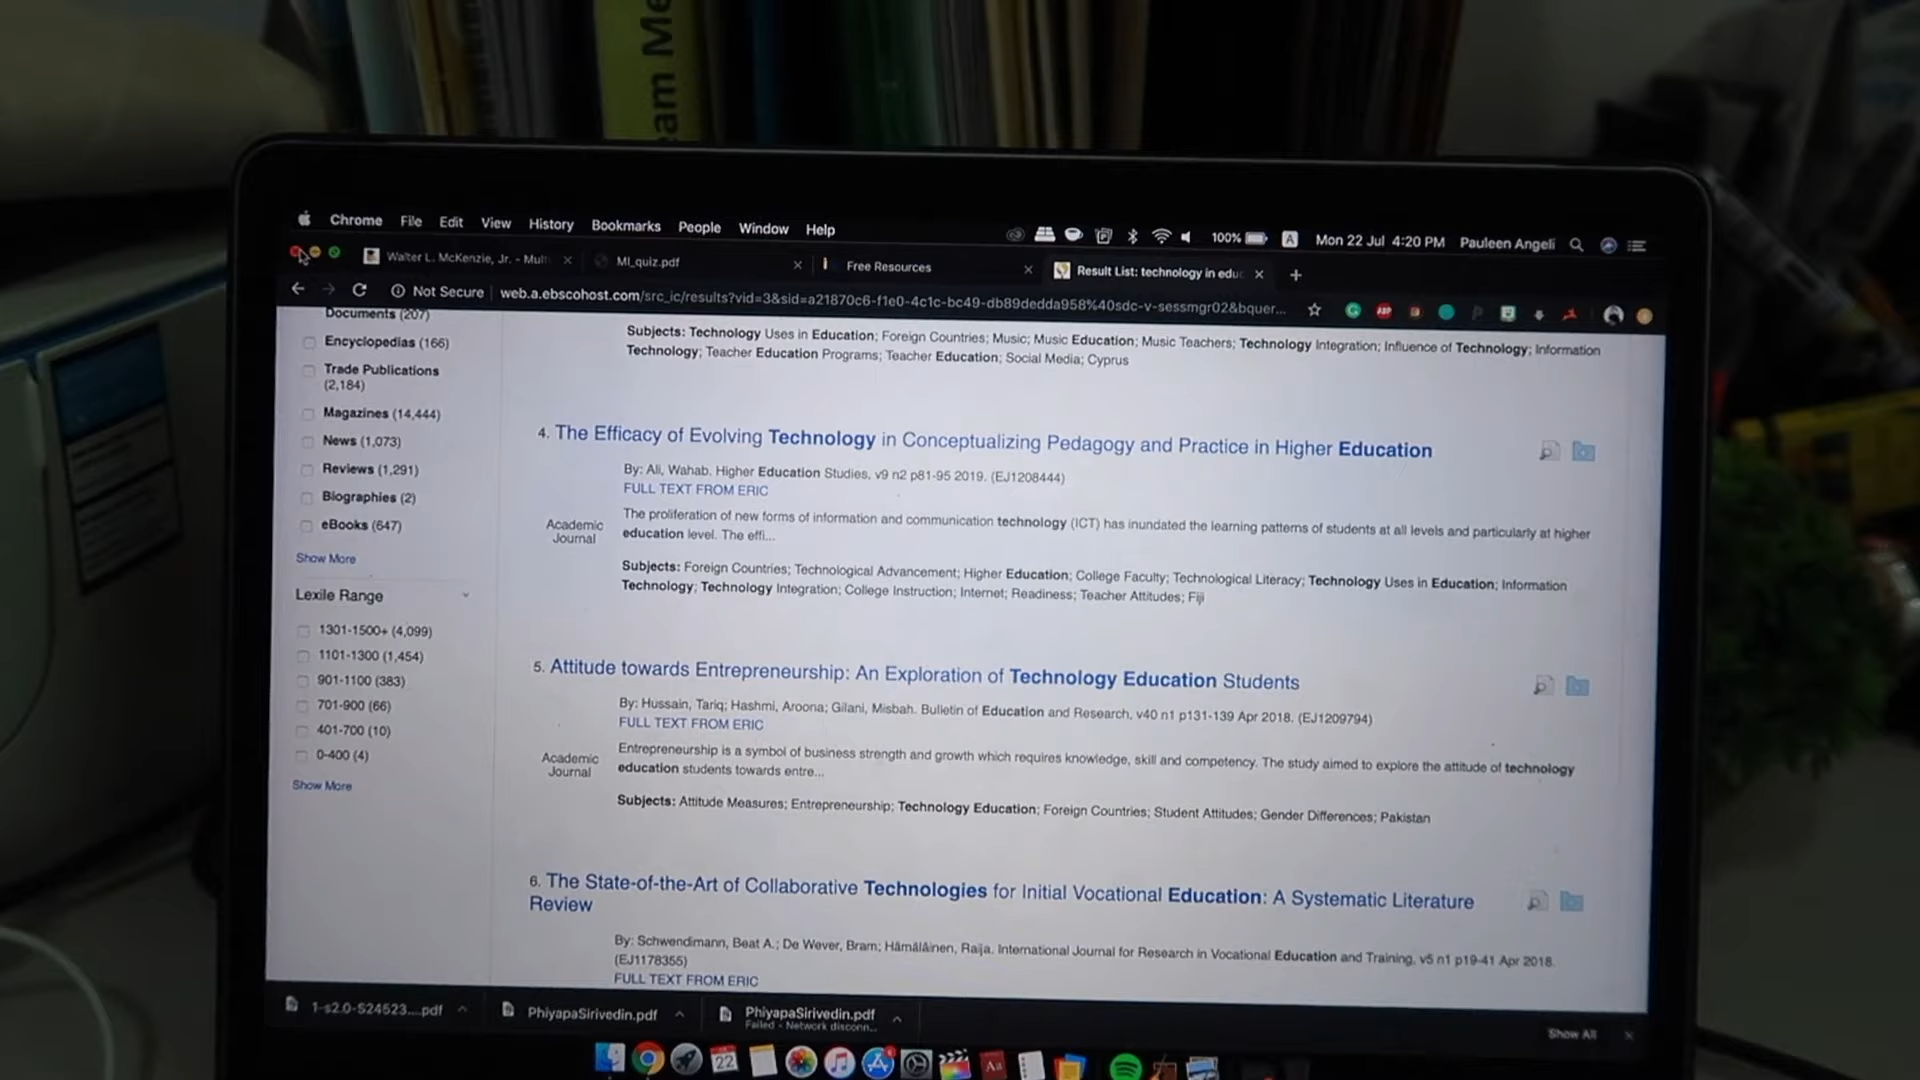 eam Me
Chrome File Edit View History Bookmarks People Window Help
100% A Mon 22 Jul 4:20 PM Pauleen Angeli
Walter L. McKenzie, Jr. - Mult
MI_quiz.pdf
Free Resources
Result List: technology in edu
Not Secure web.a.ebscohost.com/src_ic/results?vid=3&sid=a21870c6-f1e0-4c1c-bc49-db89dedda958%40sdc-v-sessmgr02&bquer...
ABP
Documents (207)
Encyclopedias (166)
Trade Publications
(2,184)
Magazines (14,444)
News (1,073)
Reviews (1,291)
Biographies (2)
eBooks (647)
Show More
Lexile Range
1301-1500+ (4,099)
1101-1300 (1,454)
901-1100 (383)
701-900 (66)
401-700 (10)
0-400 (4)
Show More
Subjects: Technology Uses in Education; Foreign Countries; Music; Music Education; Music Teachers; Technology Integration; Influence of Technology; Information
Technology; Teacher Education Programs; Teacher Education; Social Media; Cyprus
4. The Efficacy of Evolving Technology in Conceptualizing Pedagogy and Practice in Higher Education
By: Ali, Wahab. Higher Education Studies, v9 n2 p81-95 2019. (EJ1208444)
FULL TEXT FROM ERIC
Academic
Journal
The proliferation of new forms of information and communication technology (ICT) has inundated the learning patterns of students at all levels and particularly at higher
education level. The effi...
Subjects: Foreign Countries; Technological Advancement; Higher Education; College Faculty; Technological Literacy; Technology Uses in Education; Information
Technology; Technology Integration; College Instruction; Internet; Readiness; Teacher Attitudes; Fiji
5. Attitude towards Entrepreneurship: An Exploration of Technology Education Students
By: Hussain, Tariq; Hashmi, Aroona; Gilani, Misbah. Bulletin of Education and Research, v40 n1 p131-139 Apr 2018. (EJ1209794)
FULL TEXT FROM ERIC
Academic
Journal
Entrepreneurship is a symbol of business strength and growth which requires knowledge, skill and competency. The study aimed to explore the attitude of technology
education students towards entre...
Subjects: Attitude Measures; Entrepreneurship; Technology Education; Foreign Countries; Student Attitudes; Gender Differences; Pakistan
6. The State-of-the-Art of Collaborative Technologies for Initial Vocational Education: A Systematic Literature
Review
By: Schwendimann, Beat A.; De Wever, Bram; Hämäläinen, Raija. International Journal for Research in Vocational Education and Training, v5 n1 p19-41 Apr 2018.
(EJ1178355)
FULL TEXT FROM ERIC
1-s2.0-S24523....pdf
PhiyapaSirivedin.pdf
PhiyapaSirivedin.pdf
Failed - Network disconn...
Show All
22
Aa